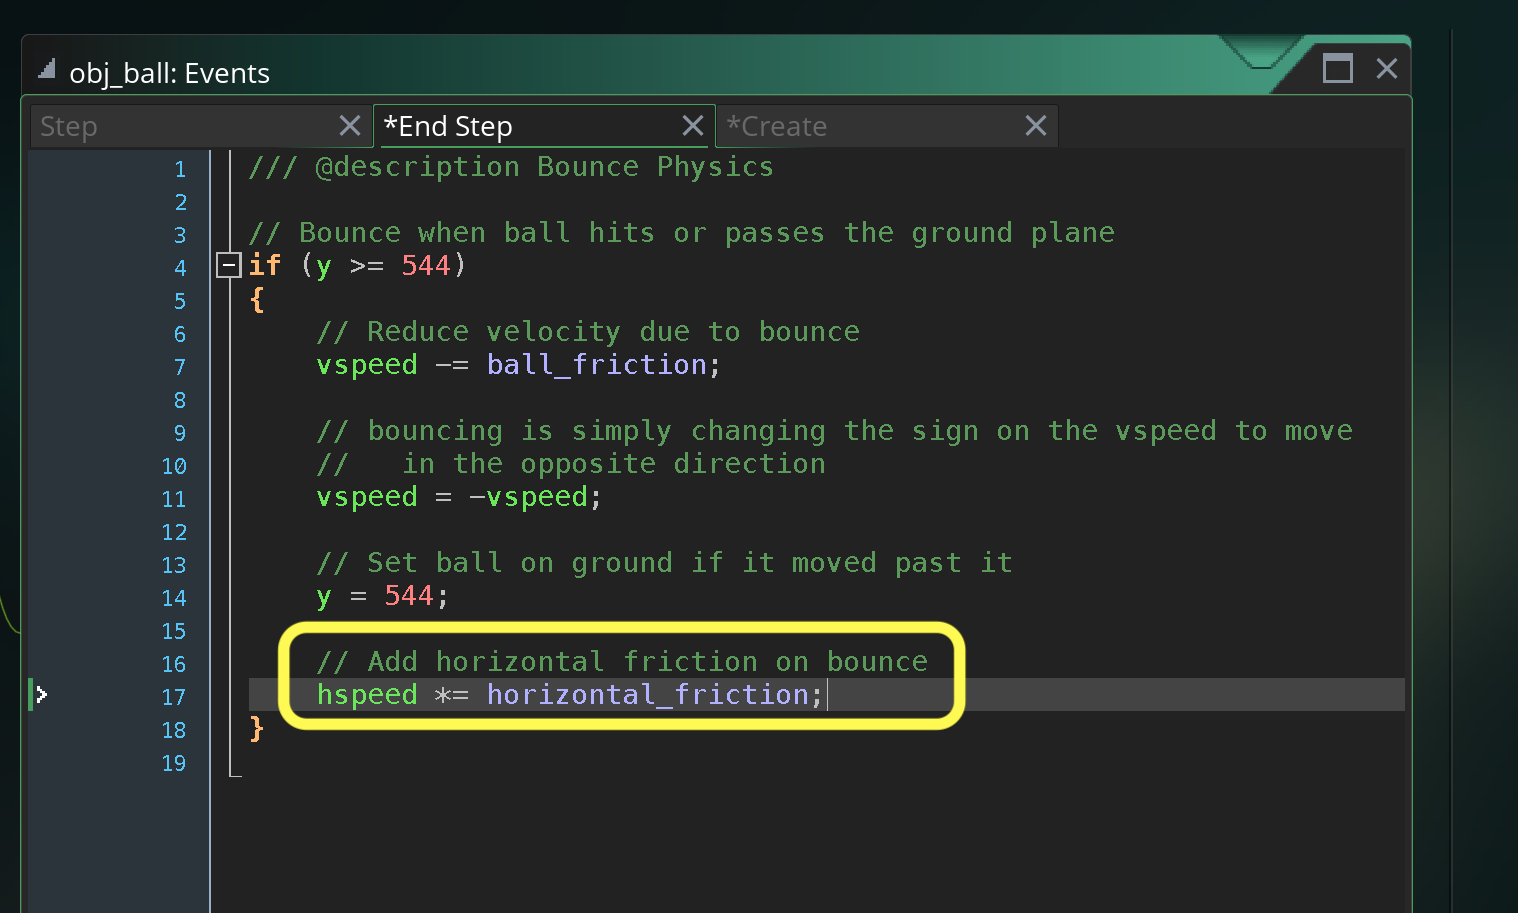 obj_ball: Events
Step *End Step *Create
1 /// @description Bounce Physics
2
3 // Bounce when ball hits or passes the ground plane
4 if (y >= 544)
5 {
6 // Reduce velocity due to bounce
7 vspeed -= ball_friction;
8
9 // bouncing is simply changing the sign on the vspeed to move
10 //   in the opposite direction
11 vspeed = -vspeed;
12
13 // Set ball on ground if it moved past it
14 y = 544;
15
16 // Add horizontal friction on bounce
17 hspeed *= horizontal_friction;
18 }
19